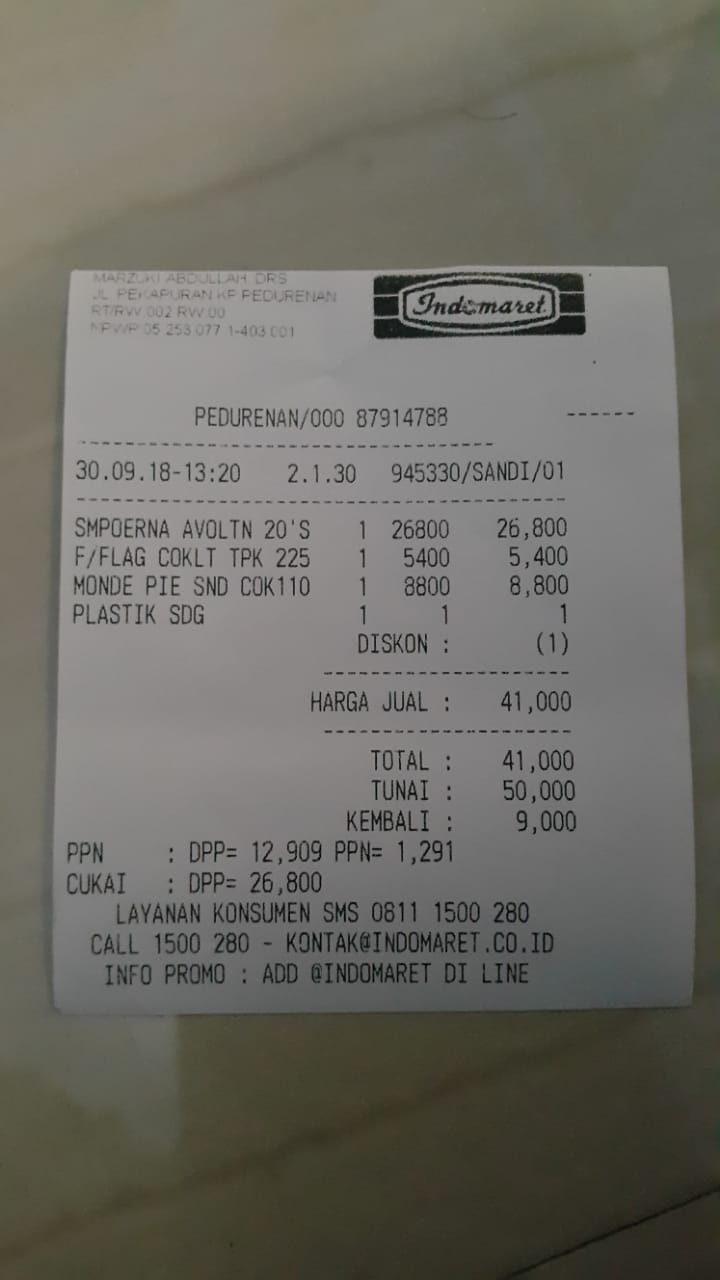 MARZUKI ABDULLAH DRS
JL PEKAPURAN KP PEDURENAN
RT/RW 002 RW 00
NPWP 05 253 077 1-403 001
Indomaret
PEDURENAN/000 87914788 ------
30.09.18-13:20 2.1.30 945330/SANDI/01
SMPOERNA AVOLTN 20'S 1 26800 26,800
F/FLAG COKLT TPK 225 1 5400 5,400
MONDE PIE SND COK110 1 8800 8,800
PLASTIK SDG 1 1 1
DISKON : (1)
HARGA JUAL : 41,000
TOTAL : 41,000
TUNAI : 50,000
KEMBALI : 9,000
PPN : DPP= 12,909 PPN= 1,291
CUKAI : DPP= 26,800
LAYANAN KONSUMEN SMS 0811 1500 280
CALL 1500 280 - KONTAK@INDOMARET.CO.ID
INFO PROMO : ADD @INDOMARET DI LINE